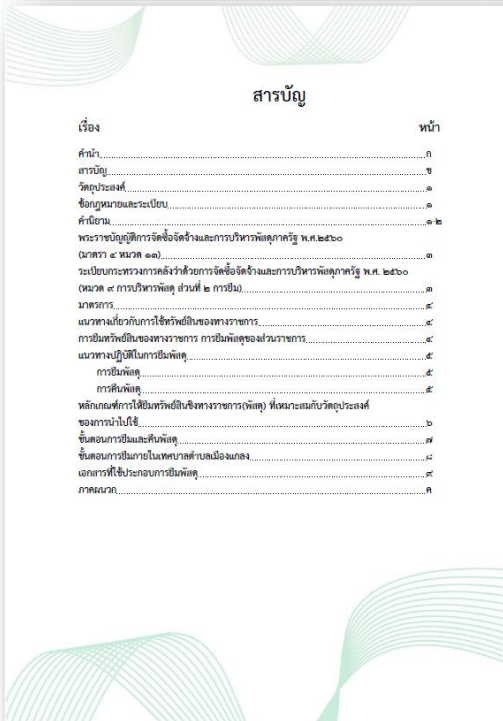 สารบัญ
เรื่อง หน้า
คำนำ ก
สารบัญ ข
วัตถุประสงค์ ๑
ข้อกฎหมายและระเบียบ ๑
คำนิยาม ๑-๒
พระราชบัญญัติการจัดซื้อจัดจ้างและการบริหารพัสดุภาครัฐ พ.ศ.๒๕๖๐
(มาตรา ๔ หมวด ๑๓) ๓
ระเบียบกระทรวงการคลังว่าด้วยการจัดซื้อจัดจ้างและการบริหารพัสดุภาครัฐ พ.ศ. ๒๕๖๐
(หมวด ๙ การบริหารพัสดุ ส่วนที่ ๒ การยืม) ๓
มาตรการ ๔
แนวทางเกี่ยวกับการใช้ทรัพย์สินของทางราชการ ๔
การยืมทรัพย์สินของทางราชการ การยืมพัสดุของส่วนราชการ ๔
แนวทางปฏิบัติในการยืมพัสดุ ๕
การยืมพัสดุ ๕
การคืนพัสดุ ๕
หลักเกณฑ์การให้ยืมทรัพย์สินซิงทางราชการ(พัสดุ) ที่เหมาะสมกับวัตถุประสงค์
ของการนำไปใช้ ๖
ขั้นตอนการยืมและคืนพัสดุ ๗
ขั้นตอนการยืมภายในเทศบาลตำบลเมืองแกลง ๘
เอกสารที่ใช้ประกอบการยืมพัสดุ ๙
ภาคผนวก ค